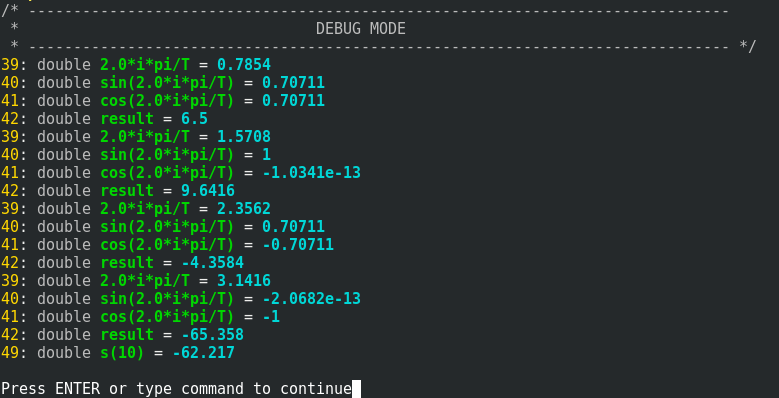 /* ------------------------------------------------------------------------------
 *                                 DEBUG MODE
 * ------------------------------------------------------------------------------ */
39: double 2.0*i*pi/T = 0.7854
40: double sin(2.0*i*pi/T) = 0.70711
41: double cos(2.0*i*pi/T) = 0.70711
42: double result = 6.5
39: double 2.0*i*pi/T = 1.5708
40: double sin(2.0*i*pi/T) = 1
41: double cos(2.0*i*pi/T) = -1.0341e-13
42: double result = 9.6416
39: double 2.0*i*pi/T = 2.3562
40: double sin(2.0*i*pi/T) = 0.70711
41: double cos(2.0*i*pi/T) = -0.70711
42: double result = -4.3584
39: double 2.0*i*pi/T = 3.1416
40: double sin(2.0*i*pi/T) = -2.0682e-13
41: double cos(2.0*i*pi/T) = -1
42: double result = -65.358
49: double s(10) = -62.217
Press ENTER or type command to continue